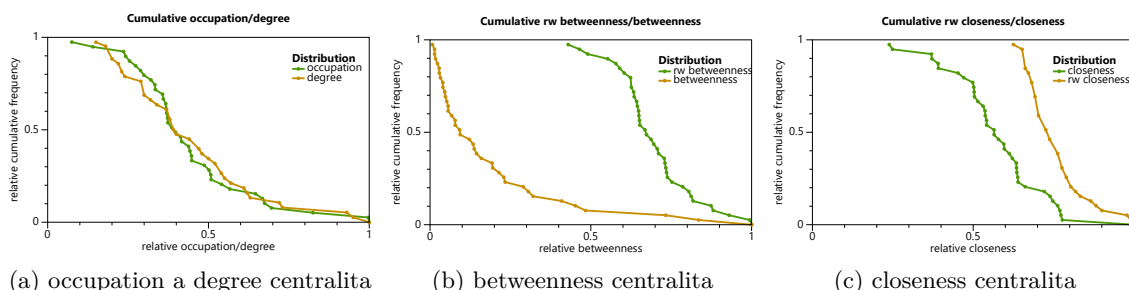 Cumulative occupation/degree
relative cumulative frequency
1
0.5
0
0.5
1
relative occupation/degree
Distribution
occupation
degree
(a) occupation a degree centralita
Cumulative rw betweenness/betweenness
relative cumulative frequency
1
0.5
0
0
0.5
1
relative betweenness
Distribution
rw betweenness
betweenness
(b) betweenness centralita
Cumulative rw closeness/closeness
relative cumulative frequency
1
0.5
0
0.5
relative closeness
Distribution
closeness
rw closeness
(c) closeness centralita